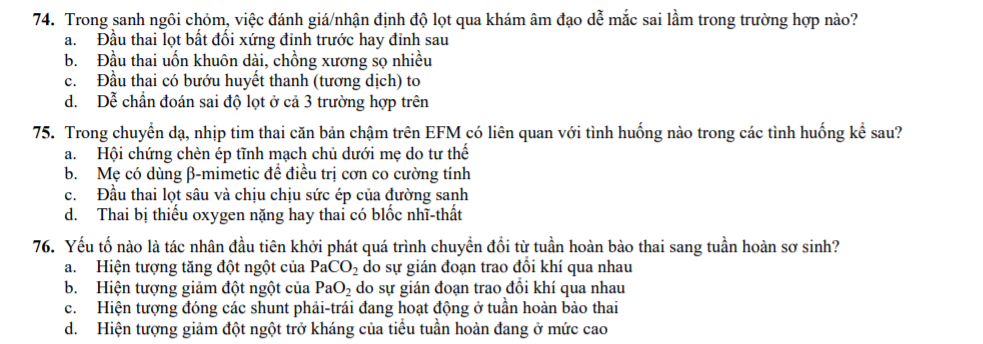 74. Trong sanh ngôi chỏm, việc đánh giá/nhận định độ lọt qua khám âm đạo dễ mắc sai lầm trong trường hợp nào?
a. Đầu thai lọt bất đối xứng đỉnh trước hay đỉnh sau
b. Đầu thai uốn khuôn dài, chồng xương sọ nhiều
c. Đầu thai có bướu huyết thanh (tương dịch) to
d. Dễ chẩn đoán sai độ lọt ở cả 3 trường hợp trên
75. Trong chuyển dạ, nhịp tim thai căn bản chậm trên EFM có liên quan với tình huống nào trong các tình huống kể sau?
a. Hội chứng chèn ép tĩnh mạch chủ dưới mẹ do tư thế
b. Mẹ có dùng β-mimetic để điều trị cơn co cường tính
c. Đầu thai lọt sâu và chịu chịu sức ép của đường sanh
d. Thai bị thiếu oxygen nặng hay thai có blốc nhĩ-thất
76. Yếu tố nào là tác nhân đầu tiên khởi phát quá trình chuyển đổi từ tuần hoàn bào thai sang tuần hoàn sơ sinh?
a. Hiện tượng tăng đột ngột của PaCO₂ do sự gián đoạn trao đổi khí qua nhau
b. Hiện tượng giảm đột ngột của PaO₂ do sự gián đoạn trao đổi khí qua nhau
c. Hiện tượng đóng các shunt phải-trái đang hoạt động ở tuần hoàn bào thai
d. Hiện tượng giảm đột ngột trở kháng của tiểu tuần hoàn đang ở mức cao